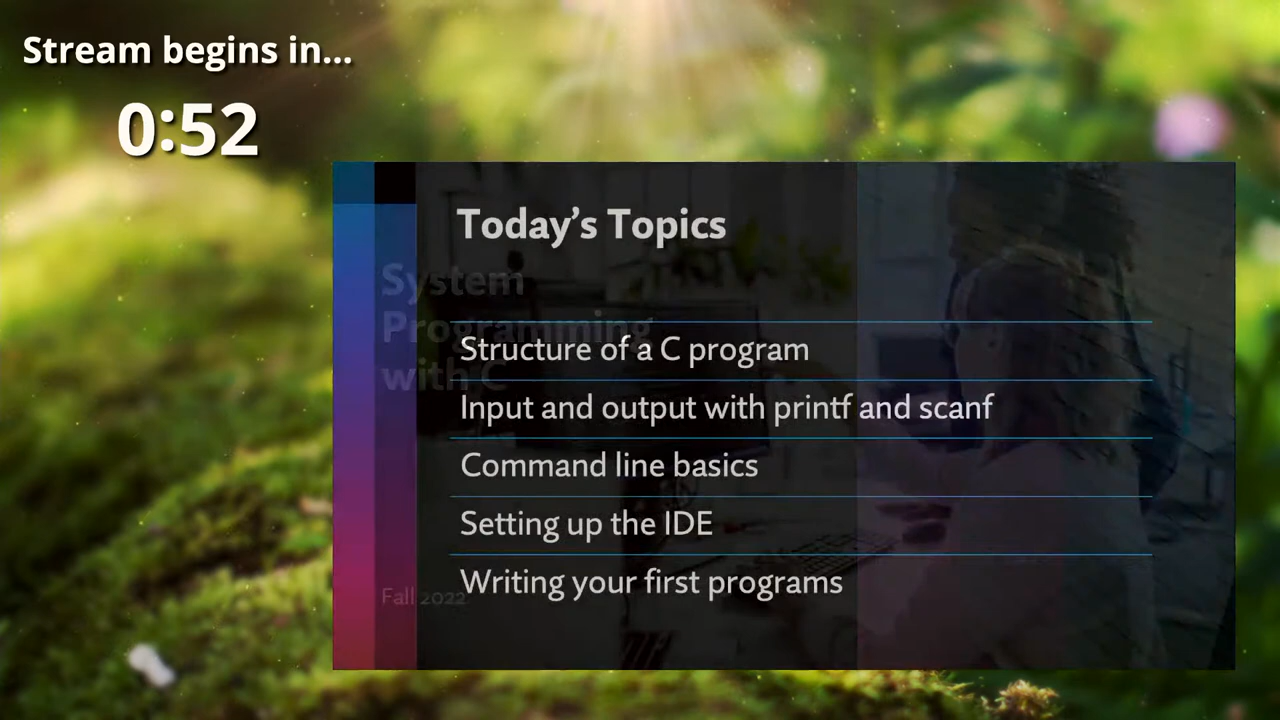 Stream begins in...
0:52
Today's Topics
System
Programming
with C
Structure of a C program
Input and output with printf and scanf
Command line basics
Setting up the IDE
Writing your first programs
Fall 2022